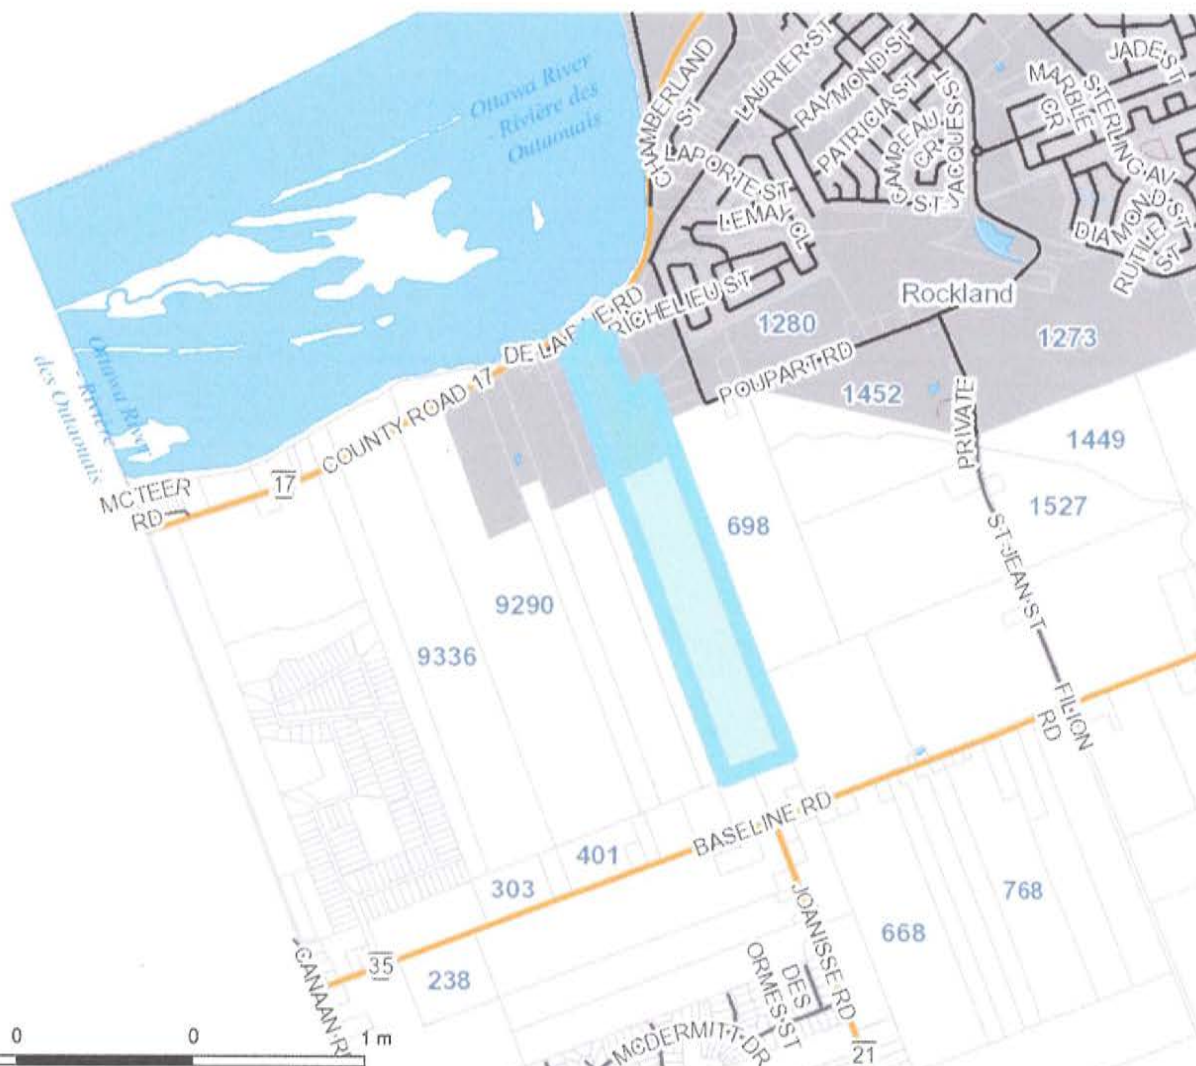 JADE ST
CHAMBERLAND
ST
LAURIER ST
RAYMOND ST
PATRICIA ST
MARBLE
CR
STERLING AV
Ottawa River
- Rivière des
Outaouais
CAMPEAU
CR
ST JACQUES
ST
LAPORTE ST
LEMAY CL
DIAMOND ST
RUTILE
ST
RICHELIEU ST
Rockland
1280
1273
Ottawa River
- Rivière
des Outaouais
COUNTY ROAD 17
POUPART RD
1452
PRIVATE
1449
MCTEER
RD
17
698
1527
ST-JEAN ST
9290
9336
FILION
RD
BASELINE RD
401
303
JOANISSE RD
768
668
CANAAN
35
238
DES
ORMES ST
MCDERMITT DR
21
0 0 1 m